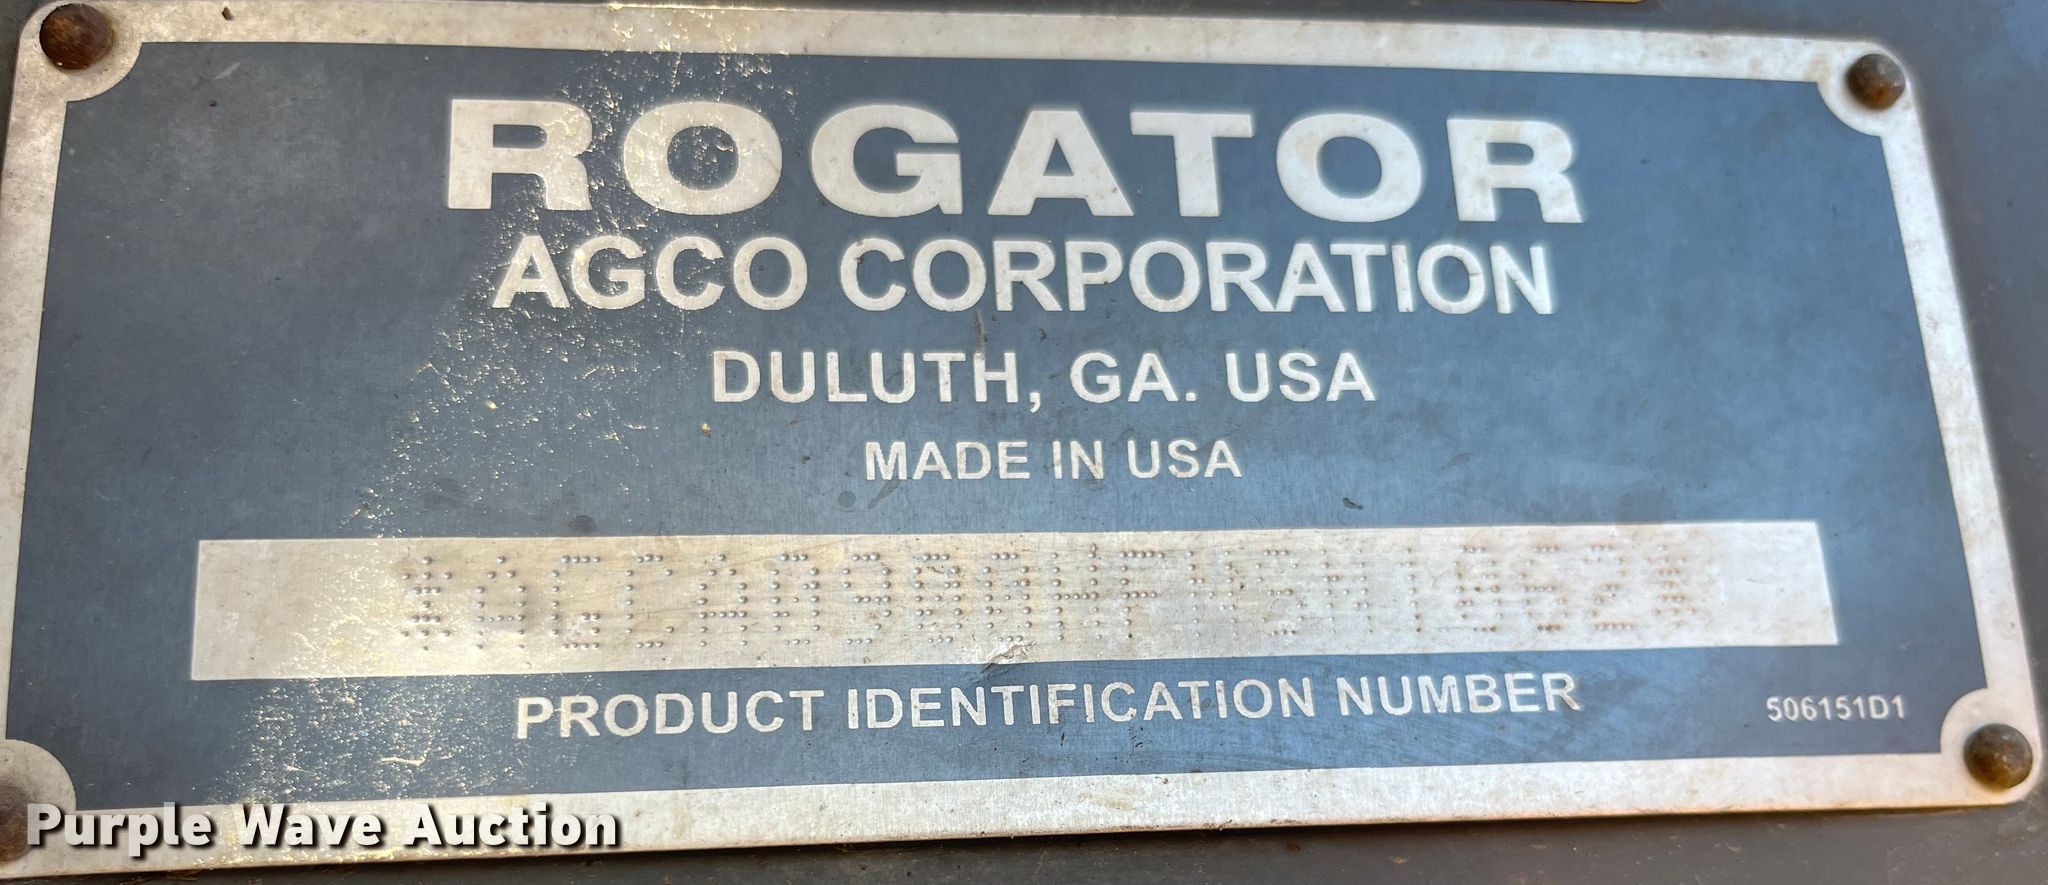 ROGATOR
AGCO CORPORATION
DULUTH, GA. USA
MADE IN USA
PRODUCT IDENTIFICATION NUMBER
506151D1
Purple Wave Auction